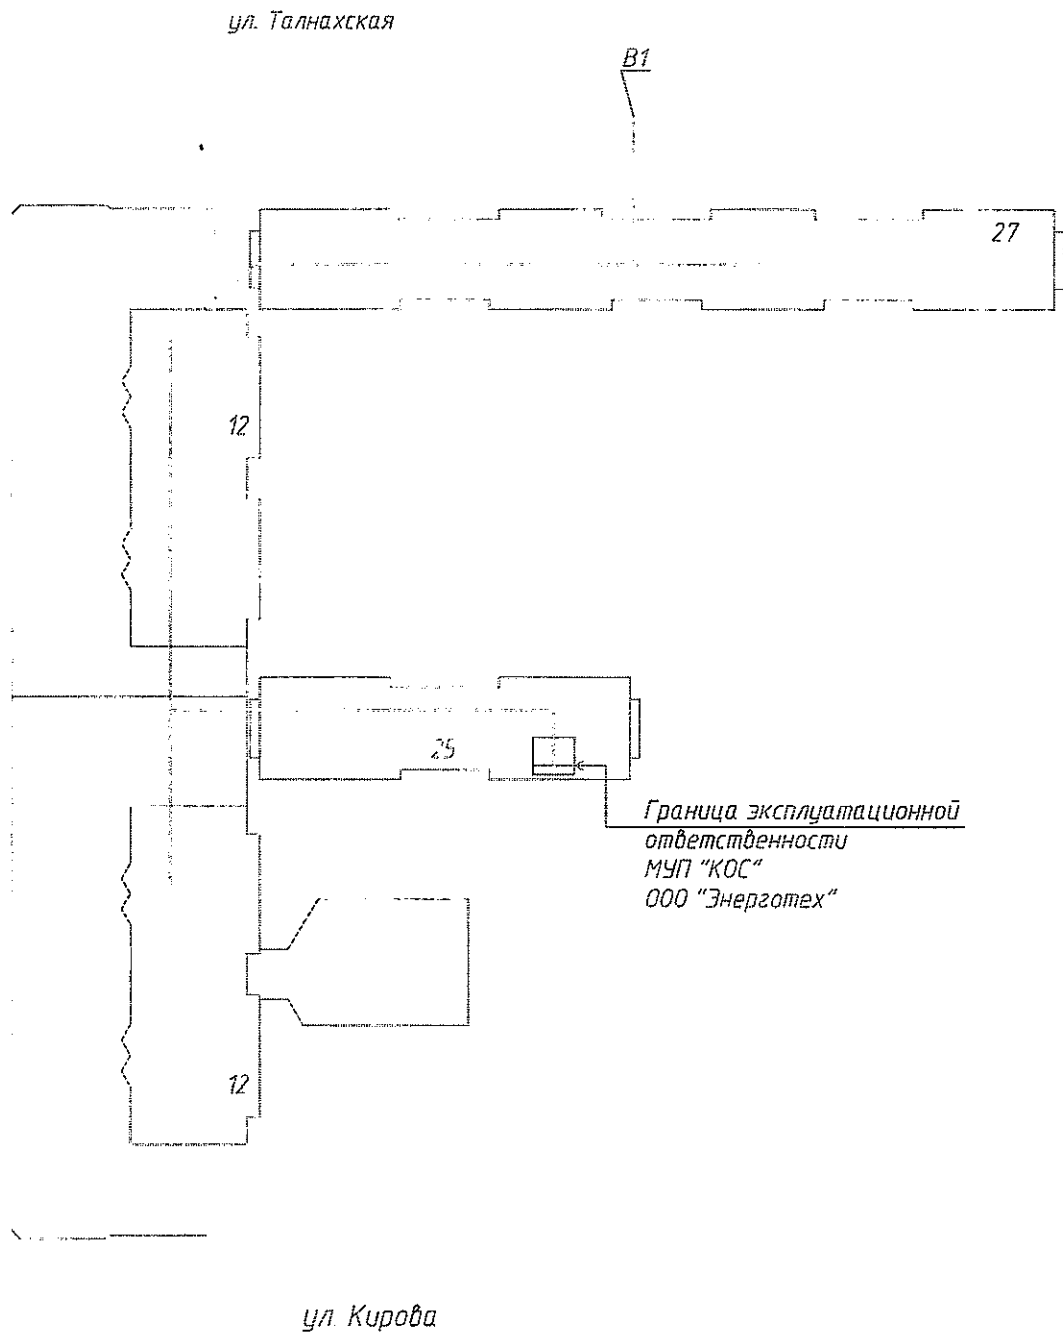 ул. Талнахская
В1
27
12
25
Граница эксплуатационной
ответственности
МУП "КОС"
ООО "Энерготех"
12
ул. Кирова